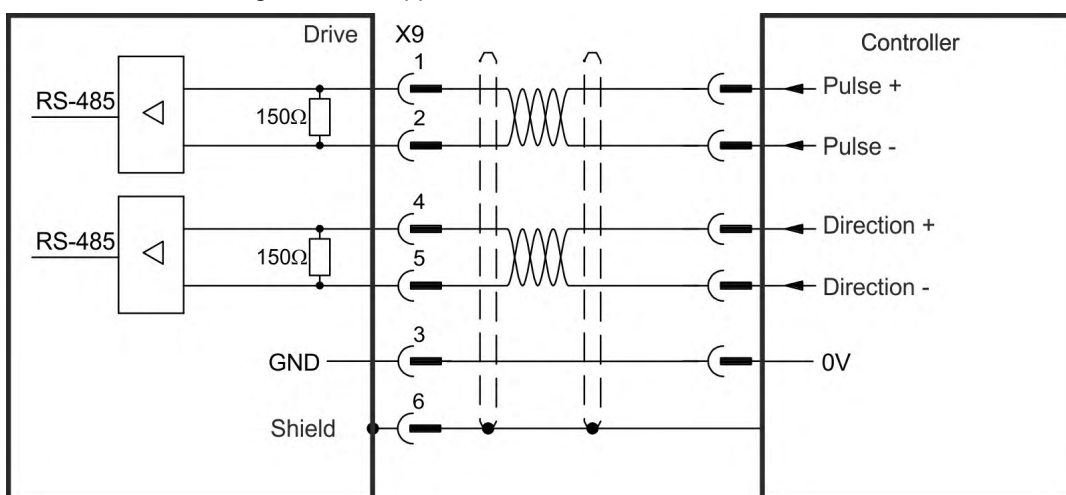 Drive X9
Controller
1
RS-485 150Ω Pulse +
2
Pulse -
4
RS-485 150Ω Direction +
5
Direction -
3
GND 0V
6
Shield